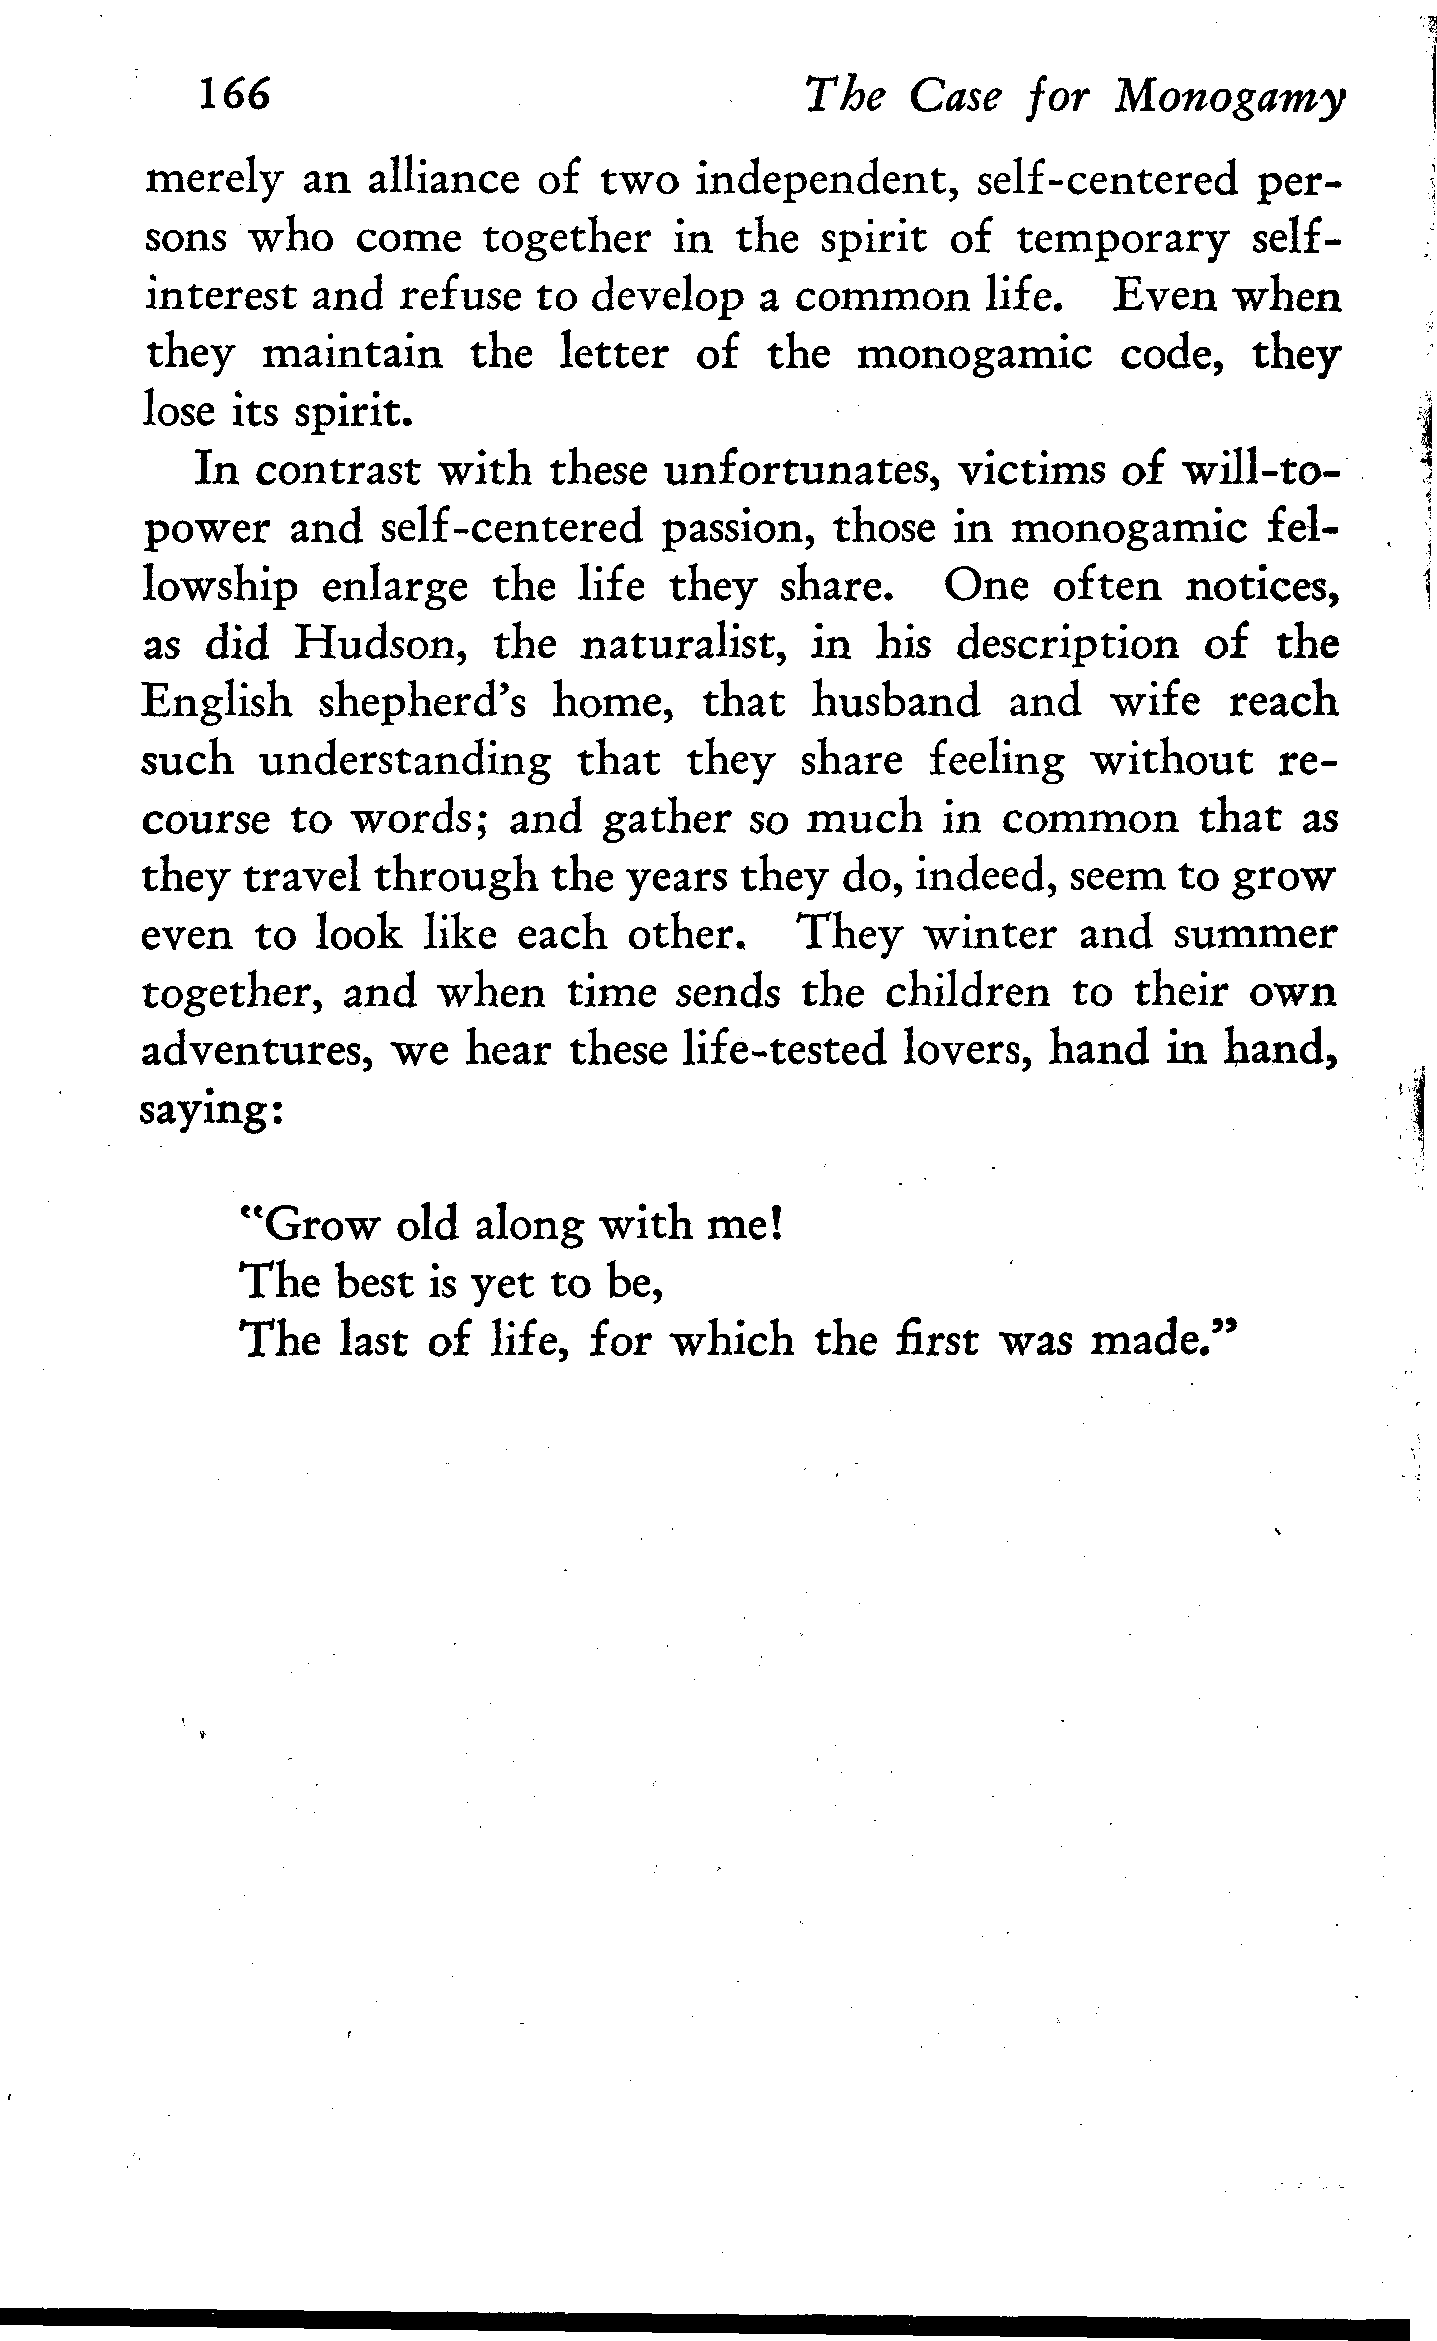 166 The Case for Monogamy
merely an alliance of two independent, self-centered per-
sons who come together in the spirit of temporary self-
interest and refuse to develop a common life. Even when
they maintain the letter of the monogamic code, they
lose its spirit.
In contrast with these unfortunates, victims of will-to-
power and self-centered passion, those in monogamic fel-
lowship enlarge the life they share. One often notices,
as did Hudson, the naturalist, in his description of the
English shepherd's home, that husband and wife reach
such understanding that they share feeling without re-
course to words; and gather so much in common that as
they travel through the years they do, indeed, seem to grow
even to look like each other. They winter and summer
together, and when time sends the children to their own
adventures, we hear these life-tested lovers, hand in hand,
saying:
"Grow old along with me!
The best is yet to be,
The last of life, for which the first was made."